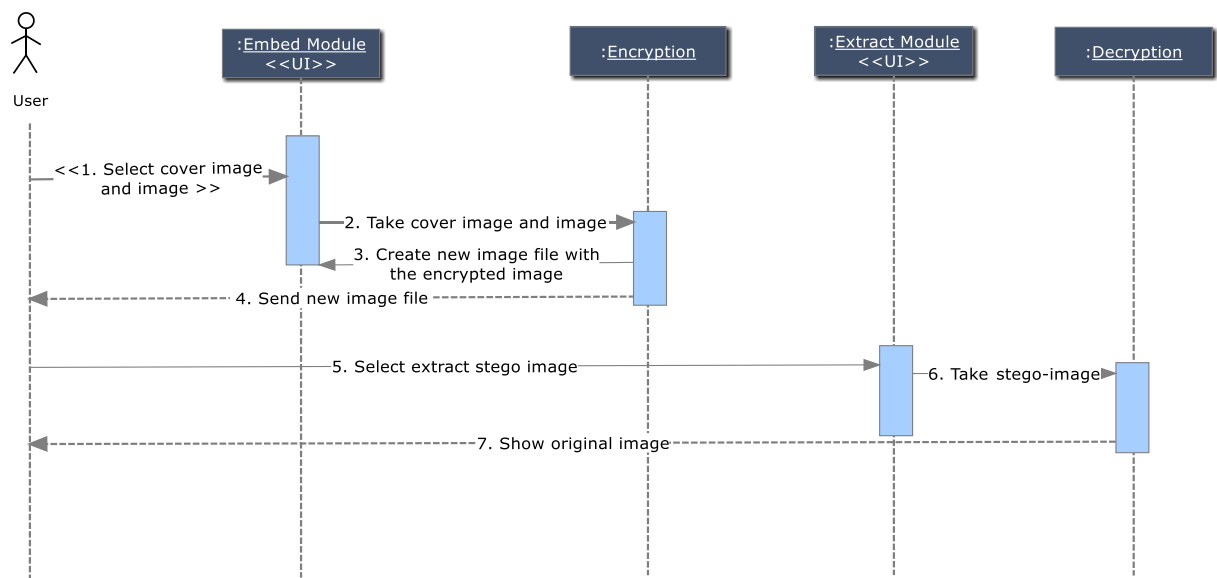 :Embed Module
<<UI>>
:Encryption
:Extract Module
<<UI>>
:Decryption
User
<<1. Select cover image
and image >>
2. Take cover image and image
3. Create new image file with
the encrypted image
4. Send new image file
5. Select extract stego image
6. Take stego-image
7. Show original image